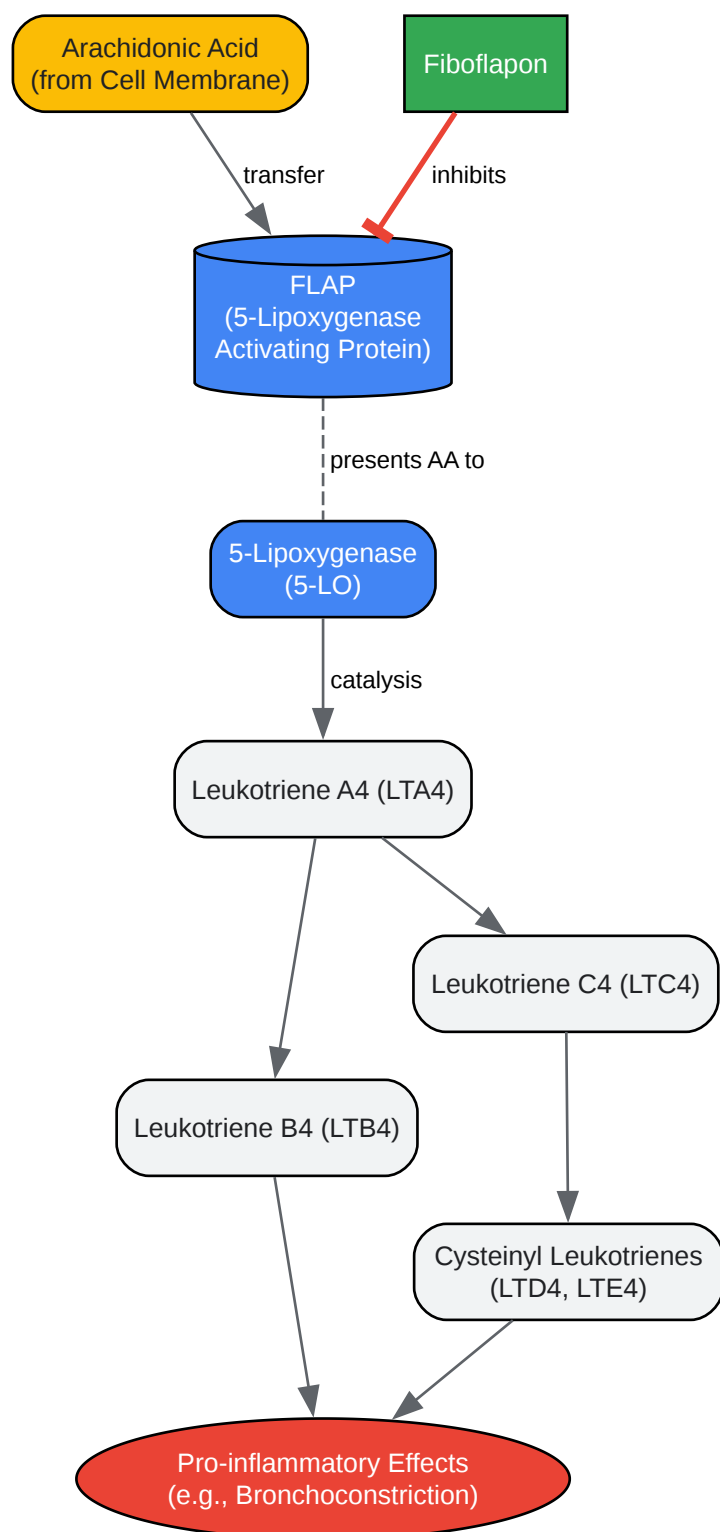 Arachidonic Acid
(from Cell Membrane)
Fiboflapon
transfer
inhibits
FLAP
(5-Lipoxygenase
Activating Protein)
presents AA to
5-Lipoxygenase
(5-LO)
catalysis
Leukotriene A4 (LTA4)
Leukotriene C4 (LTC4)
Leukotriene B4 (LTB4)
Cysteinyl Leukotrienes
(LTD4, LTE4)
Pro-inflammatory Effects
(e.g., Bronchoconstriction)